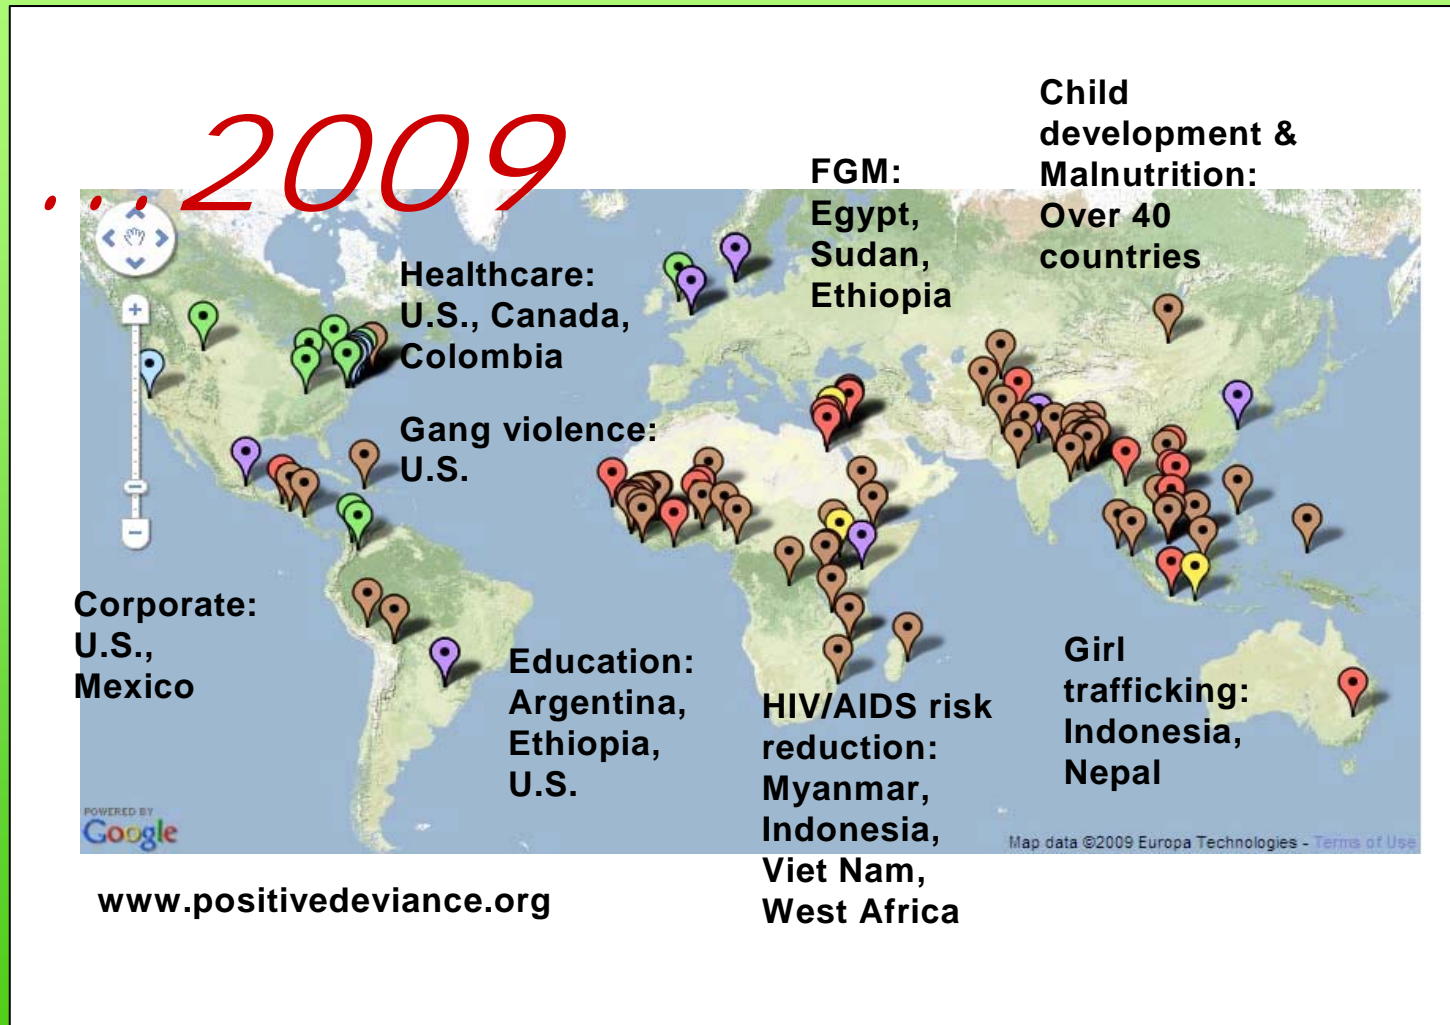 ...2009
Child
development &
Malnutrition:
Over 40
countries
FGM:
Egypt,
Sudan,
Ethiopia
Healthcare:
U.S., Canada,
Colombia
Gang violence:
U.S.
Corporate:
U.S.,
Mexico
Education:
Argentina,
Ethiopia,
U.S.
HIV/AIDS risk
reduction:
Myanmar,
Indonesia,
Viet Nam,
West Africa
Girl
trafficking:
Indonesia,
Nepal
POWERED BY
Google
Map data ©2009 Europa Technologies - Terms of Use
www.positivedeviance.org